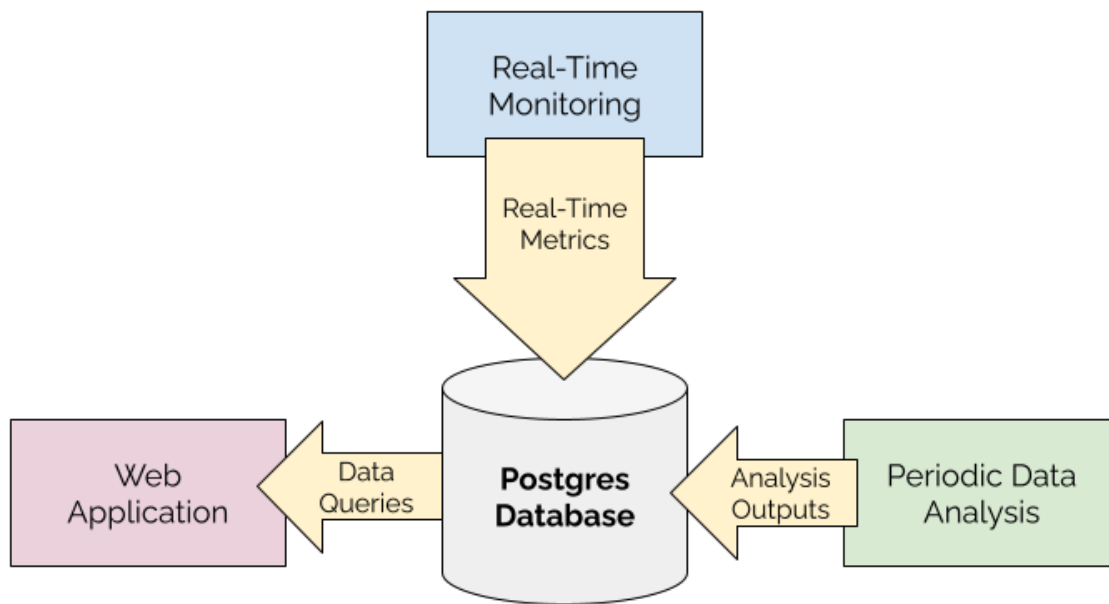 Real-Time
Monitoring
Real-Time
Metrics
Web
Application
Data
Queries
Postgres
Database
Analysis
Outputs
Periodic Data
Analysis